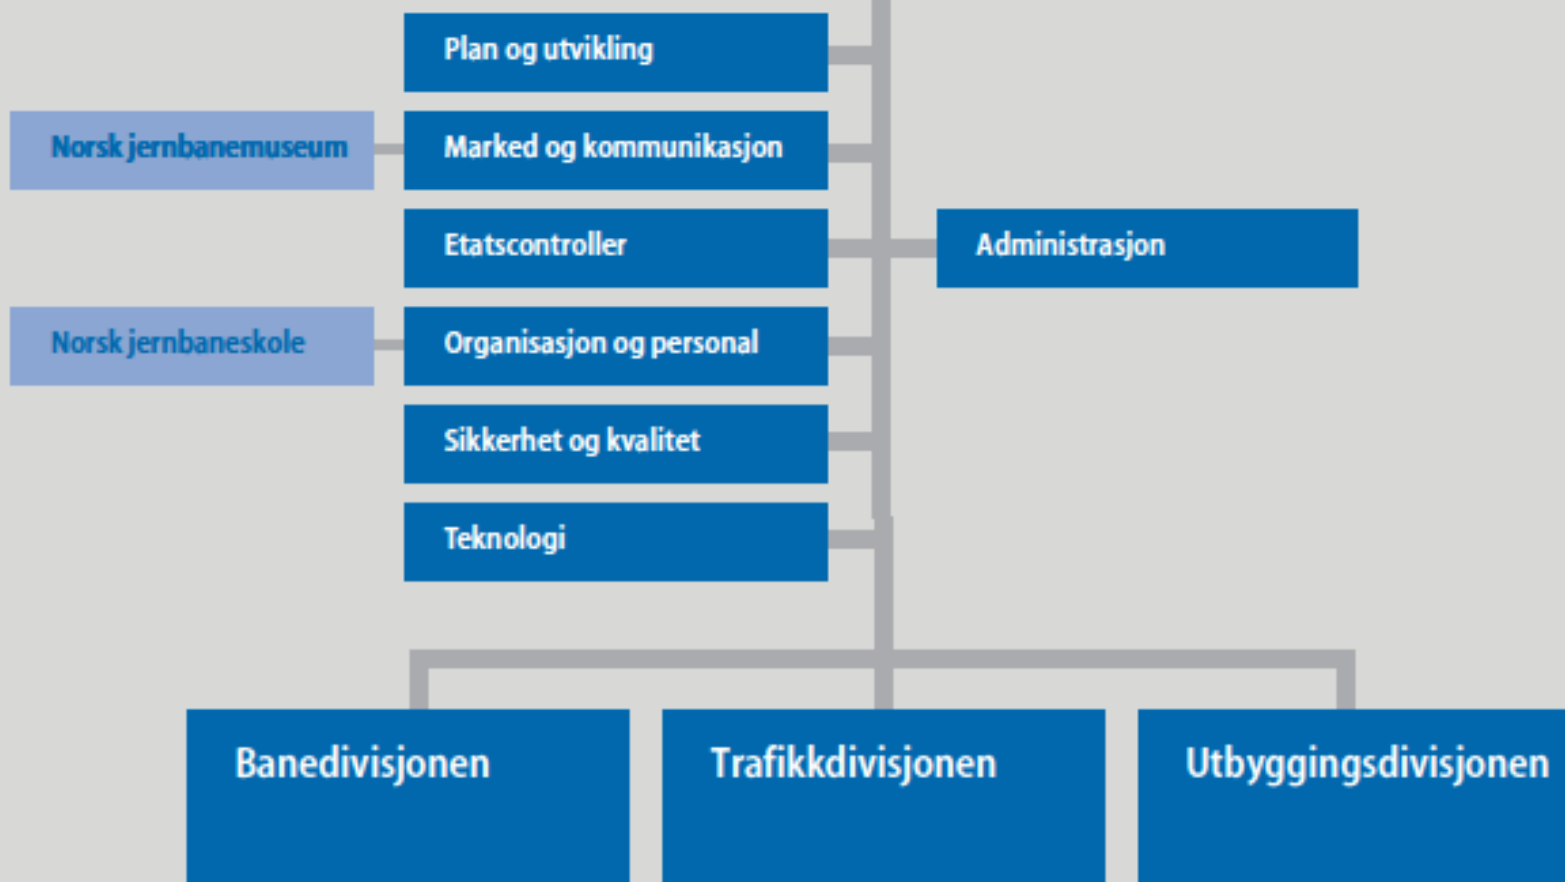 Plan og utvikling
Norsk jernbanemuseum
Marked og kommunikasjon
Etatscontroller
Administrasjon
Norsk jernbaneskole
Organisasjon og personal
Sikkerhet og kvalitet
Teknologi
Banedivisjonen
Trafikkdivisjonen
Utbyggingsdivisjonen